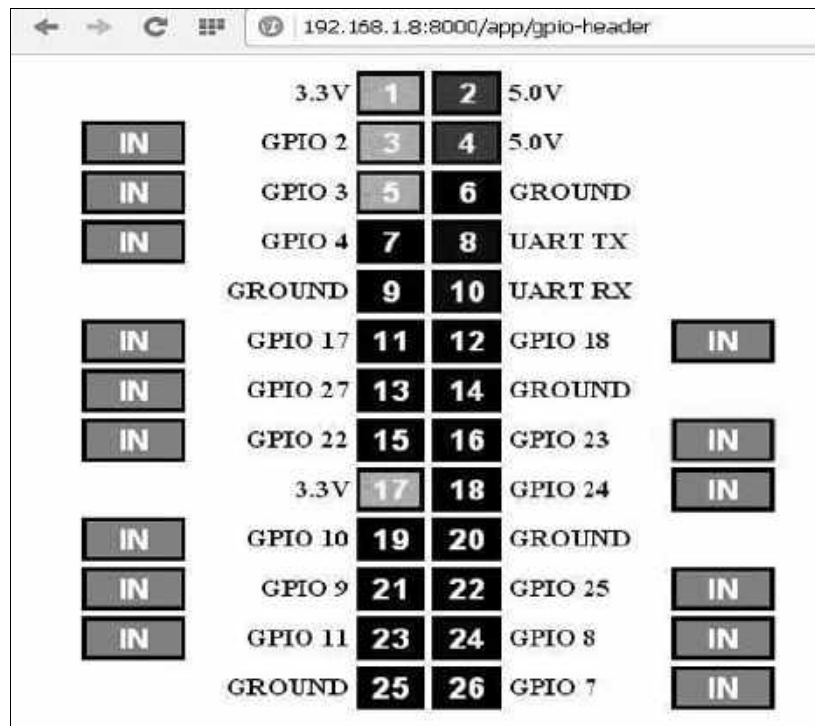 192.168.1.8:8000/app/gpio-header
3.3V 1 2 5.0V
IN GPIO 2 3 4 5.0V
IN GPIO 3 5 6 GROUND
IN GPIO 4 7 8 UART TX
GROUND 9 10 UART RX
IN GPIO 17 11 12 GPIO 18 IN
IN GPIO 27 13 14 GROUND
IN GPIO 22 15 16 GPIO 23 IN
3.3V 17 18 GPIO 24 IN
IN GPIO 10 19 20 GROUND
IN GPIO 9 21 22 GPIO 25 IN
IN GPIO 11 23 24 GPIO 8 IN
GROUND 25 26 GPIO 7 IN